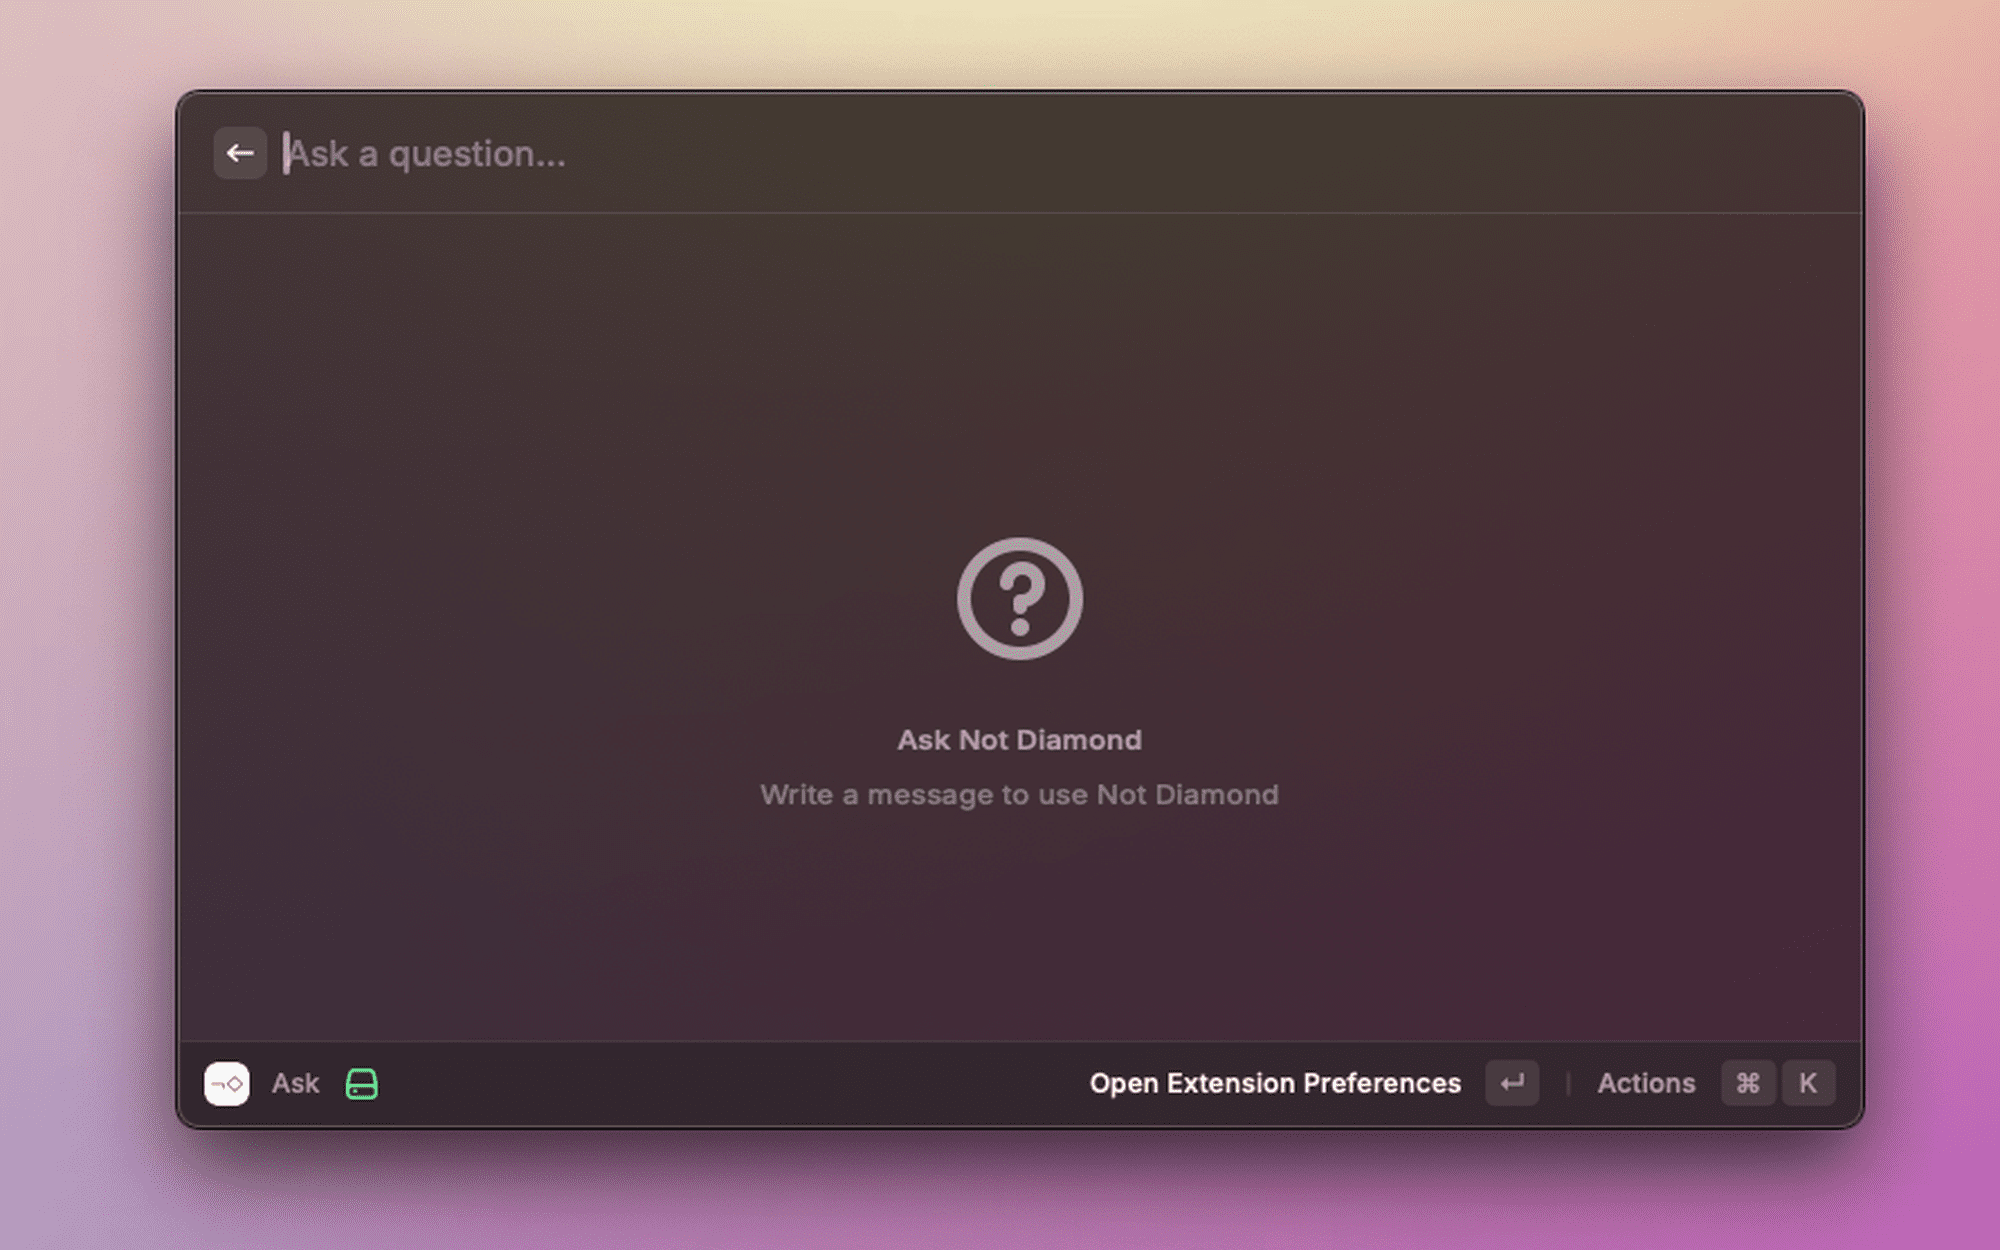 Ask a question...
Ask Not Diamond
Write a message to use Not Diamond
Ask
Open Extension Preferences
Actions ⌘ K